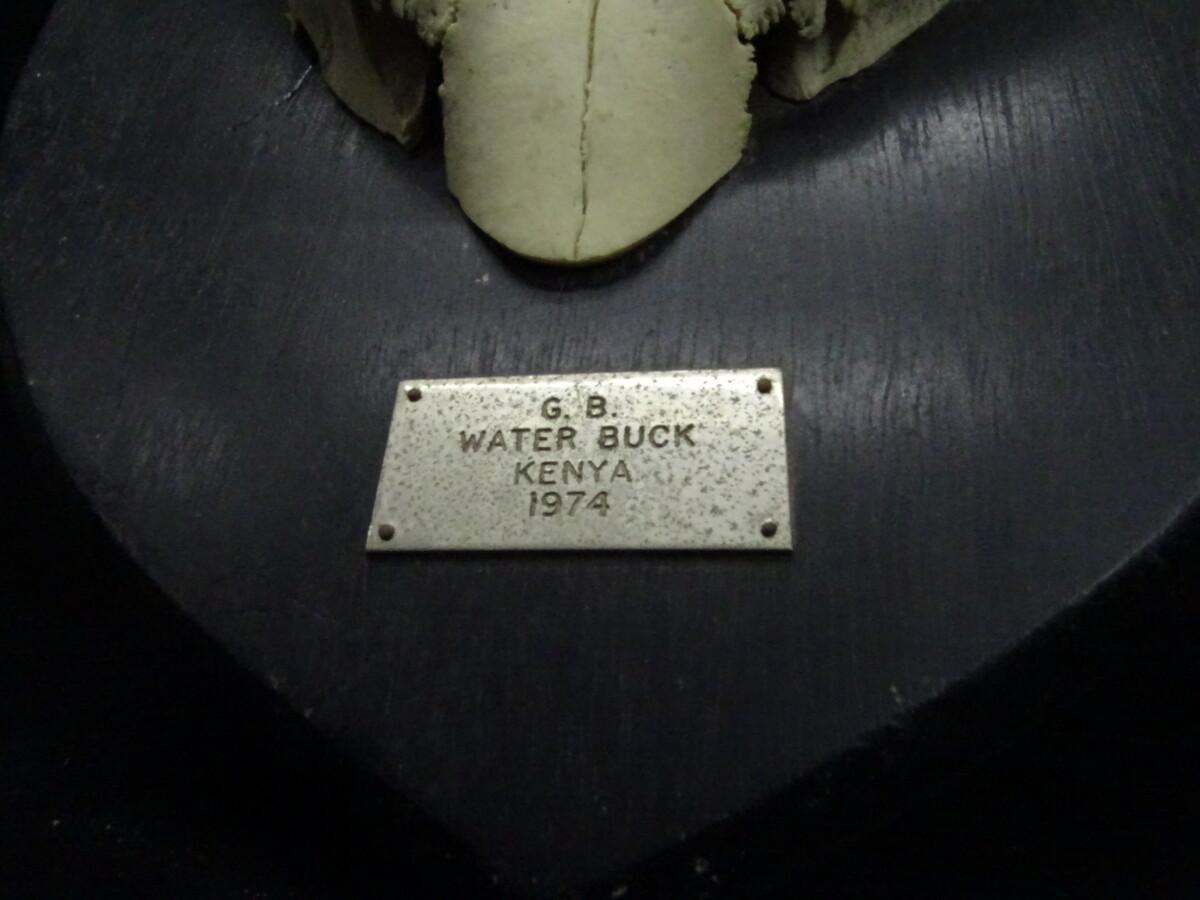 G. B.
WATER BUCK
KENYA
1974